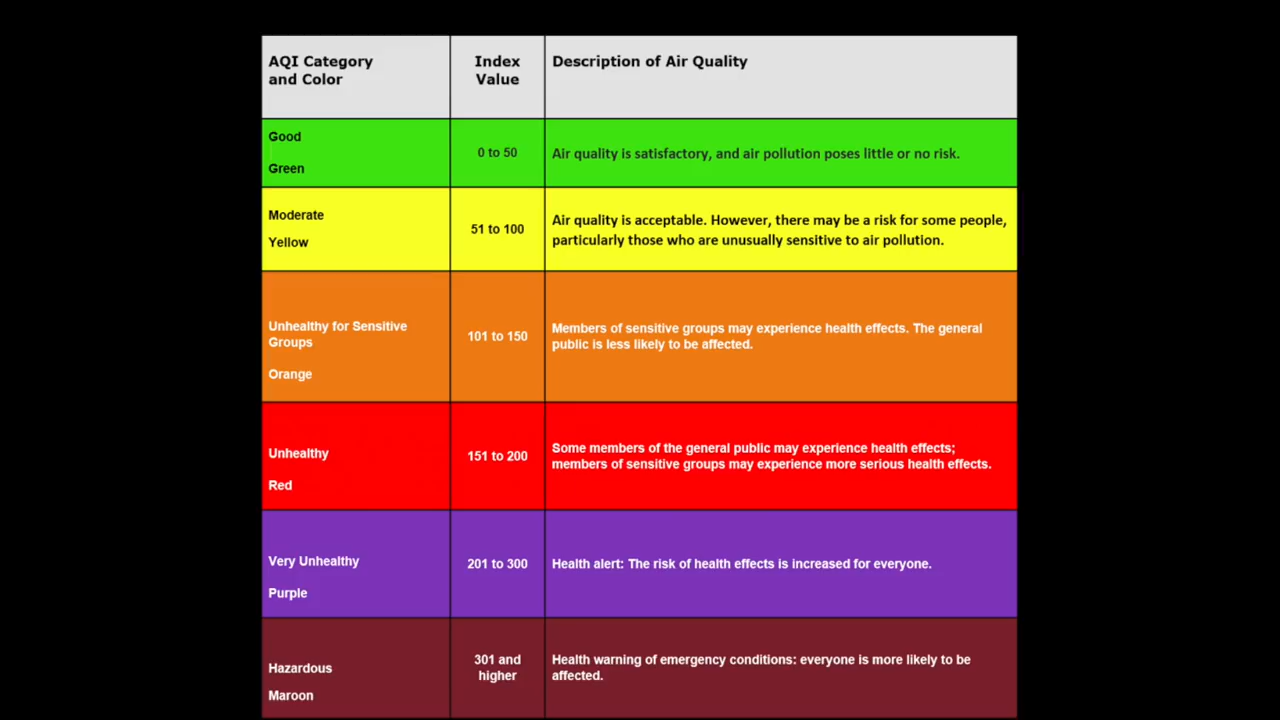 AQI Category
and Color
Index
Value
Description of Air Quality
Good
Green
0 to 50
Air quality is satisfactory, and air pollution poses little or no risk.
Moderate
Yellow
51 to 100
Air quality is acceptable. However, there may be a risk for some people,
particularly those who are unusually sensitive to air pollution.
Unhealthy for Sensitive
Groups
Orange
101 to 150
Members of sensitive groups may experience health effects. The general
public is less likely to be affected.
Unhealthy
Red
151 to 200
Some members of the general public may experience health effects;
members of sensitive groups may experience more serious health effects.
Very Unhealthy
Purple
201 to 300
Health alert: The risk of health effects is increased for everyone.
Hazardous
Maroon
301 and
higher
Health warning of emergency conditions: everyone is more likely to be
affected.